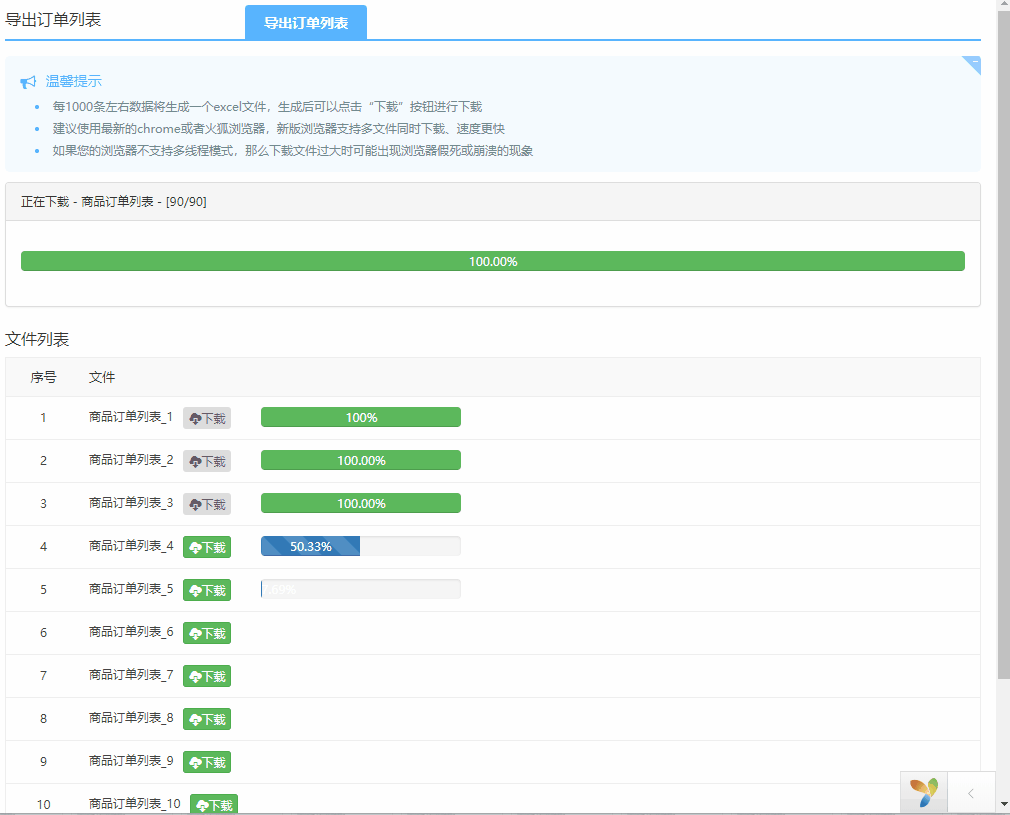 导出订单列表 导出订单列表
温馨提示
每1000条左右数据将生成一个excel文件，生成后可以点击“下载”按钮进行下载
建议使用最新的chrome或者火狐浏览器，新版浏览器支持多文件同时下载、速度更快
如果您的浏览器不支持多线程模式，那么下载文件过大时可能出现浏览器假死或崩溃的现象
正在下载 - 商品订单列表 - [90/90]
100.00%
文件列表
序号 文件
1 商品订单列表_1 下载 100%
2 商品订单列表_2 下载 100.00%
3 商品订单列表_3 下载 100.00%
4 商品订单列表_4 下载 50.33%
5 商品订单列表_5 下载 7.69%
6 商品订单列表_6 下载
7 商品订单列表_7 下载
8 商品订单列表_8 下载
9 商品订单列表_9 下载
10 商品订单列表_10 下载